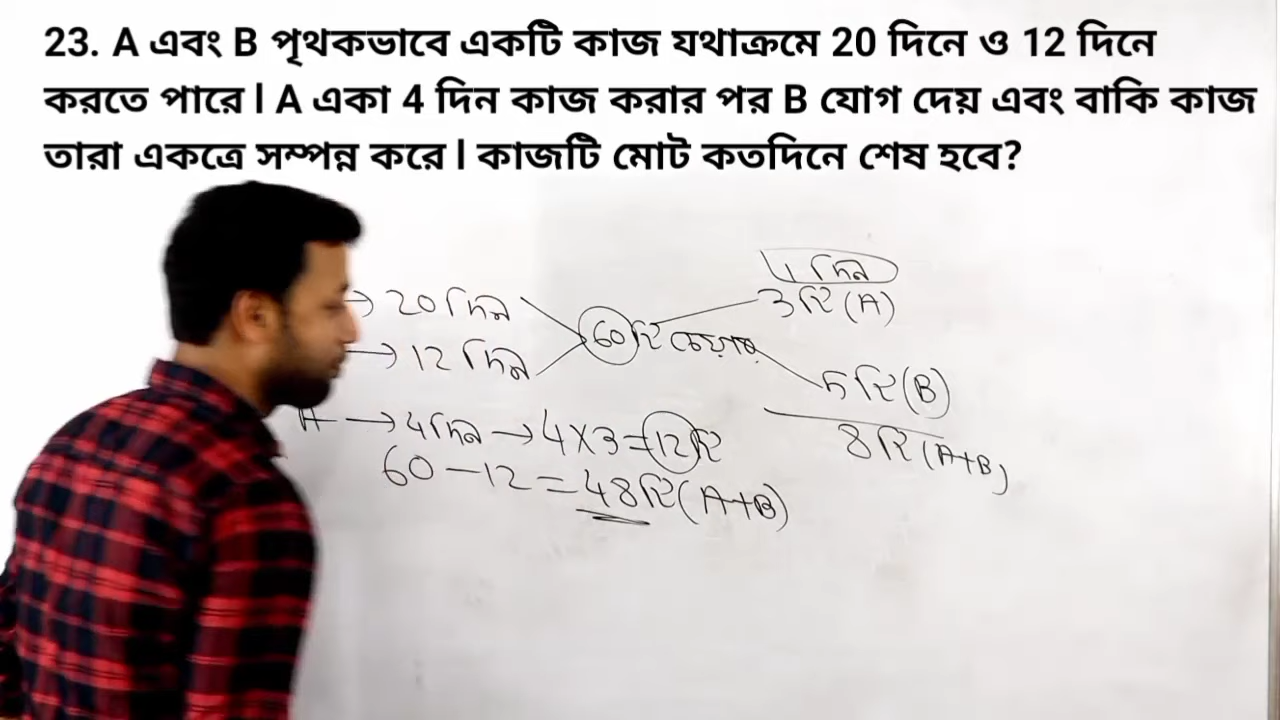 23. A এবং B পৃথকভাবে একটি কাজ যথাক্রমে 20 দিনে ও 12 দিনে
করতে পারে। A একা 4 দিন কাজ করার পর B যোগ দেয় এবং বাকি কাজ
তারা একত্রে সম্পন্ন করে। কাজটি মোট কতদিনে শেষ হবে?
1 দিন
→ 20 দিন
3 টি (A)
60 টি চেয়ার
→ 12 দিন
5 টি (B)
A → 4 দিন → 4 X 3 = 12 টি
8 টি (A+B)
60 - 12 = 48 টি (A+B)